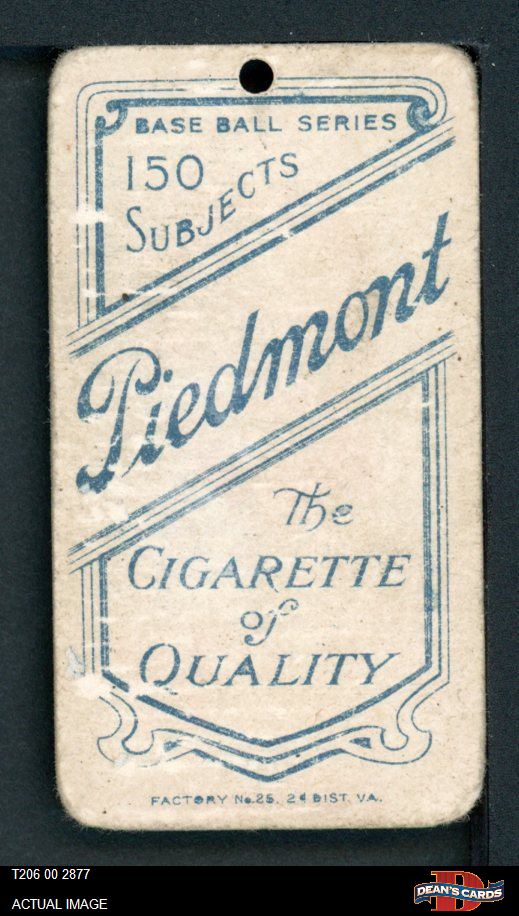 BASE BALL SERIES
150
SUBJECTS
Piedmont
The
CIGARETTE
of
QUALITY
FACTORY No. 25, 2d DIST. VA.
T206 00 2877
ACTUAL IMAGE
D
DEAN'S CARDS